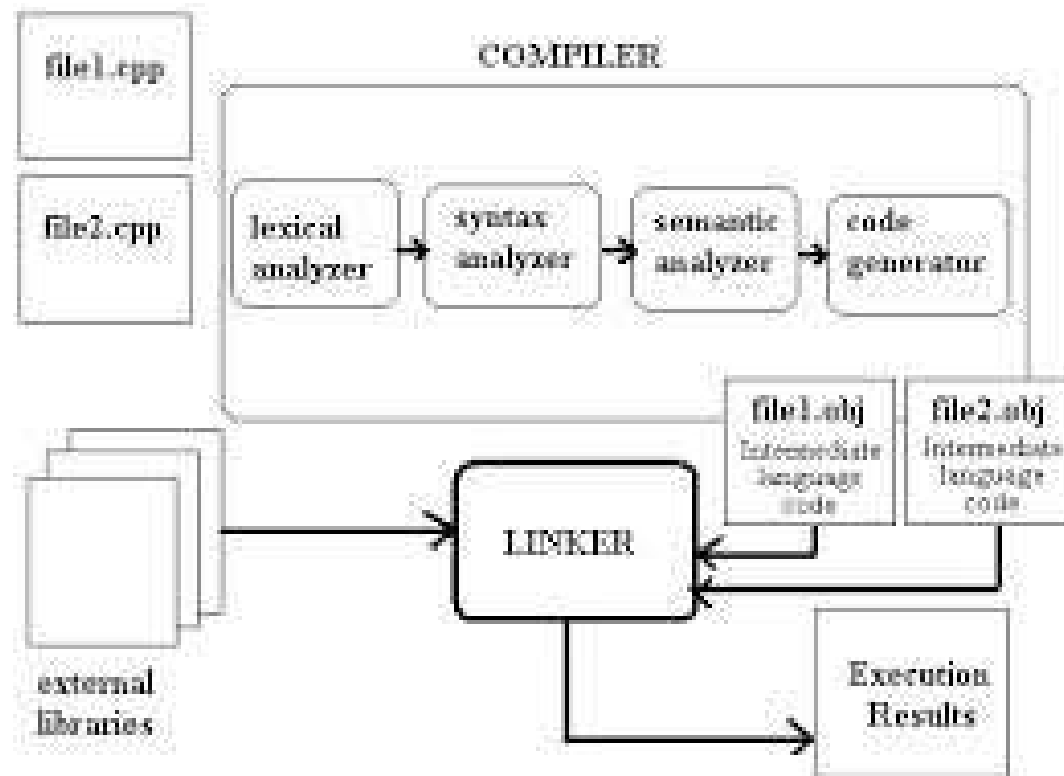 file1.cpp
COMPILER
file2.cpp
lexical
analyzer
syntax
analyzer
semantic
analyzer
code
generator
file1.obj
Intermediate
language
code
file2.obj
Intermediate
language
code
LINKER
external
libraries
Execution
Results